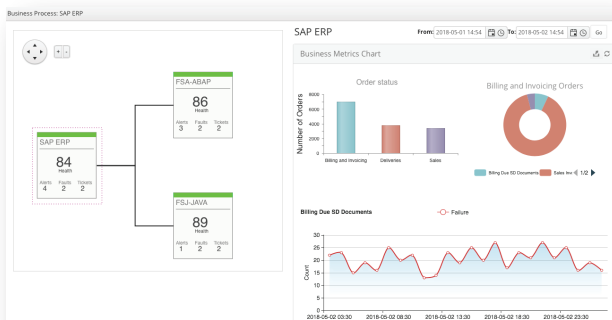 Business Process: SAP ERP
SAP ERP
From: 2018-05-01 14:54 To: 2018-05-02 14:54 Go
Business Metrics Chart
+ -
FSA-ABAP
86
Health
Alerts Faults Tickets
3 2 2
SAP ERP
84
Health
Alerts Faults Tickets
4 2 2
FSJ-JAVA
89
Health
Alerts Faults Tickets
1 2 2
Order status
Number of Orders
8000
6000
4000
2000
0
Billing and Invoicing Deliveries Sales
Billing and Invoicing Orders
Billing Due SD Documents Sales Inv 1/2
Billing Due SD Documents
Failure
Count
30
25
20
15
10
5
0
2018-05-02 03:30 2018-05-02 08:30 2018-05-02 13:30 2018-05-02 18:30 2018-05-02 23:30